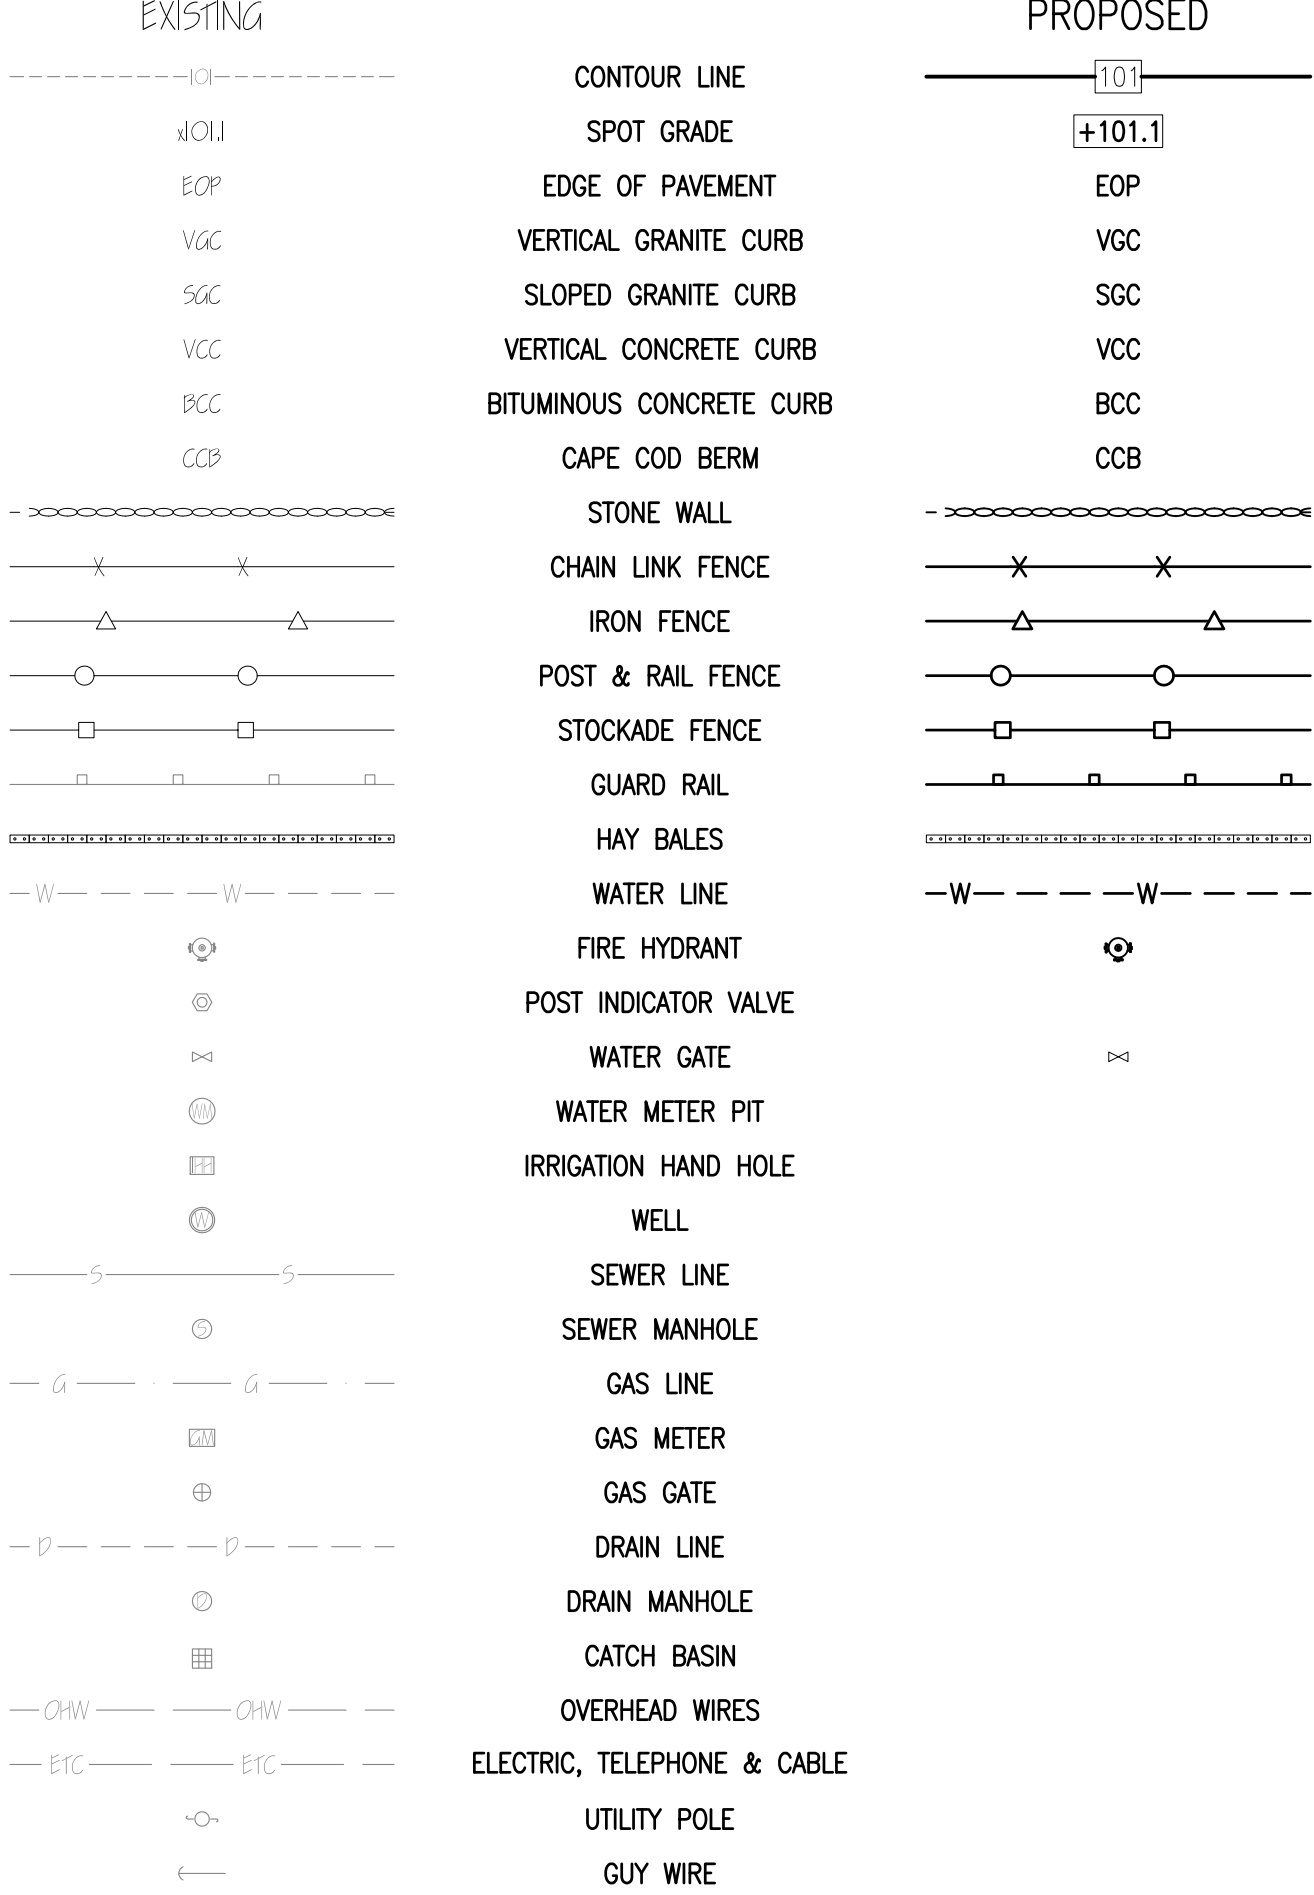 EXISTING PROPOSED
101 CONTOUR LINE 101
x101.1 SPOT GRADE +101.1
EOP EDGE OF PAVEMENT EOP
VGC VERTICAL GRANITE CURB VGC
SGC SLOPED GRANITE CURB SGC
VCC VERTICAL CONCRETE CURB VCC
BCC BITUMINOUS CONCRETE CURB BCC
CCB CAPE COD BERM CCB
STONE WALL
CHAIN LINK FENCE
IRON FENCE
POST & RAIL FENCE
STOCKADE FENCE
GUARD RAIL
HAY BALES
W W WATER LINE W W
FIRE HYDRANT
POST INDICATOR VALVE
WATER GATE
WM WATER METER PIT
IRRIGATION HAND HOLE
W WELL
S S SEWER LINE
S SEWER MANHOLE
G G GAS LINE
GM GAS METER
GAS GATE
D D DRAIN LINE
D DRAIN MANHOLE
CATCH BASIN
OHW OHW OVERHEAD WIRES
ETC ETC ELECTRIC, TELEPHONE & CABLE
UTILITY POLE
GUY WIRE